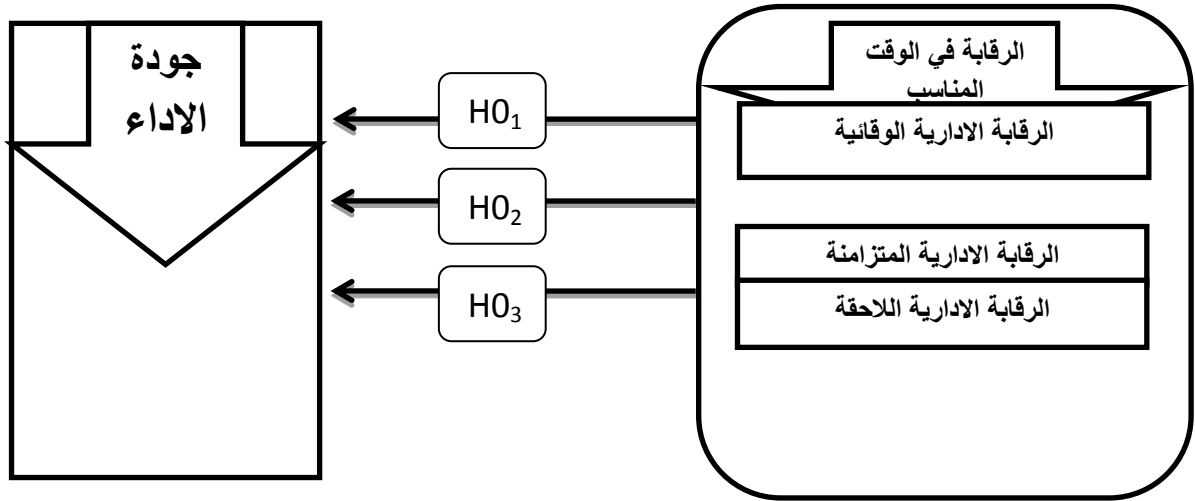 الرقابة في الوقت
المناسب
الرقابة الادارية الوقائية
الرقابة الادارية المتزامنة
الرقابة الادارية اللاحقة
H0₁
H0₂
H0₃
جودة
الاداء